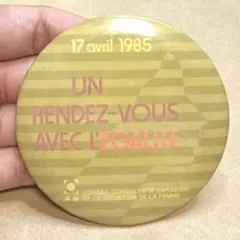 17 avril 1985
UN
RENDEZ-VOUS
AVEC L'ÉGALITÉ
CONSEIL CONSULTATIF CANADIEN
DE LA SITUATION DE LA FEMME